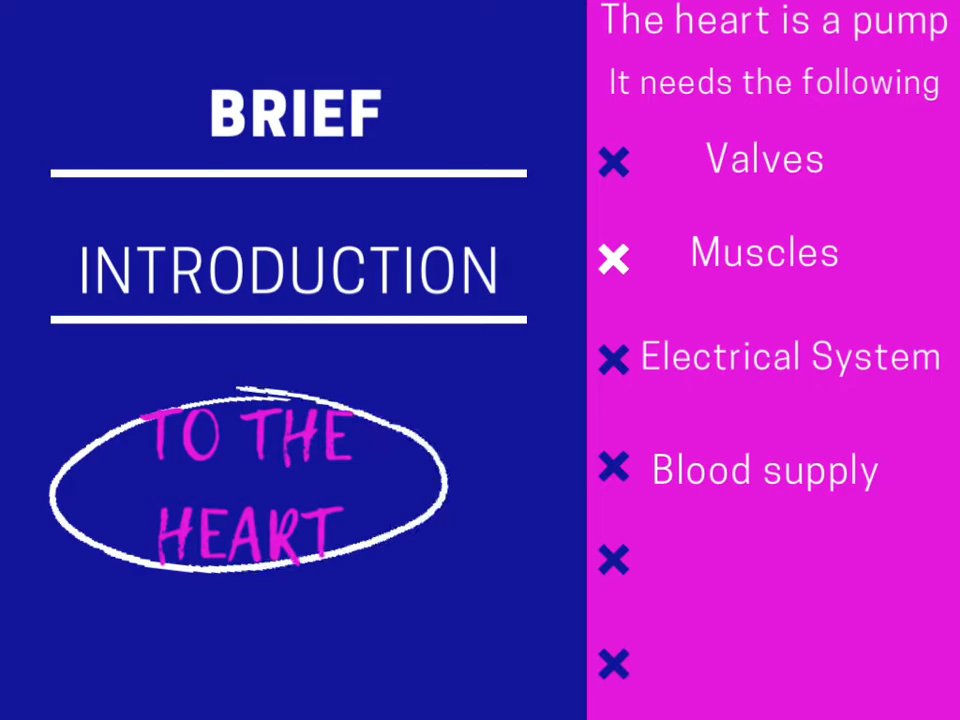 BRIEF
INTRODUCTION
TO THE
HEART
The heart is a pump
It needs the following
Valves
Muscles
Electrical System
Blood supply